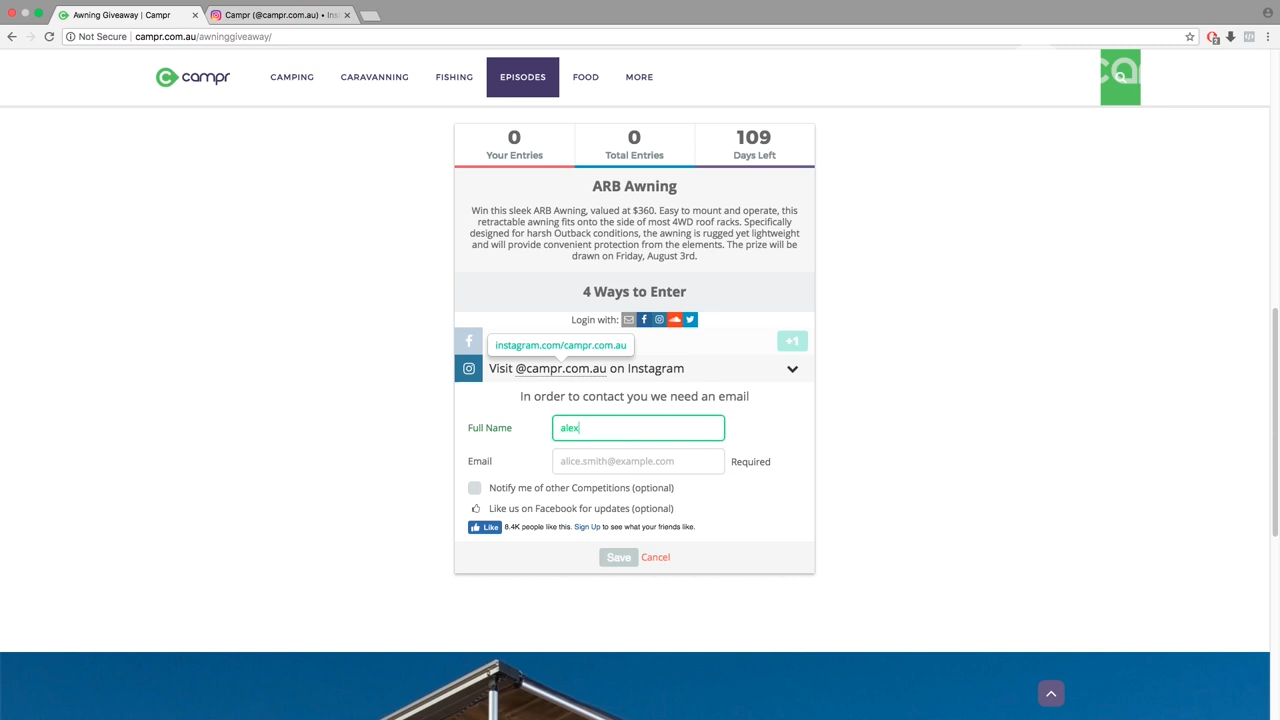 Awning Giveaway | Campr
Campr (@campr.com.au) • Ins
Not Secure
campr.com.au/awninggiveaway/
campr
CAMPING
CARAVANNING
FISHING
EPISODES
FOOD
MORE
0
Your Entries
0
Total Entries
109
Days Left
ARB Awning
Win this sleek ARB Awning, valued at $360. Easy to mount and operate, this
retractable awning fits onto the side of most 4WD roof racks. Specifically
designed for harsh Outback conditions, the awning is rugged yet lightweight
and will provide convenient protection from the elements. The prize will be
drawn on Friday, August 3rd.
4 Ways to Enter
Login with:
instagram.com/campr.com.au
+1
Visit @campr.com.au on Instagram
In order to contact you we need an email
Full Name
alex
Email
alice.smith@example.com
Required
Notify me of other Competitions (optional)
Like us on Facebook for updates (optional)
Like
8.4K people like this. Sign Up to see what your friends like.
Save
Cancel